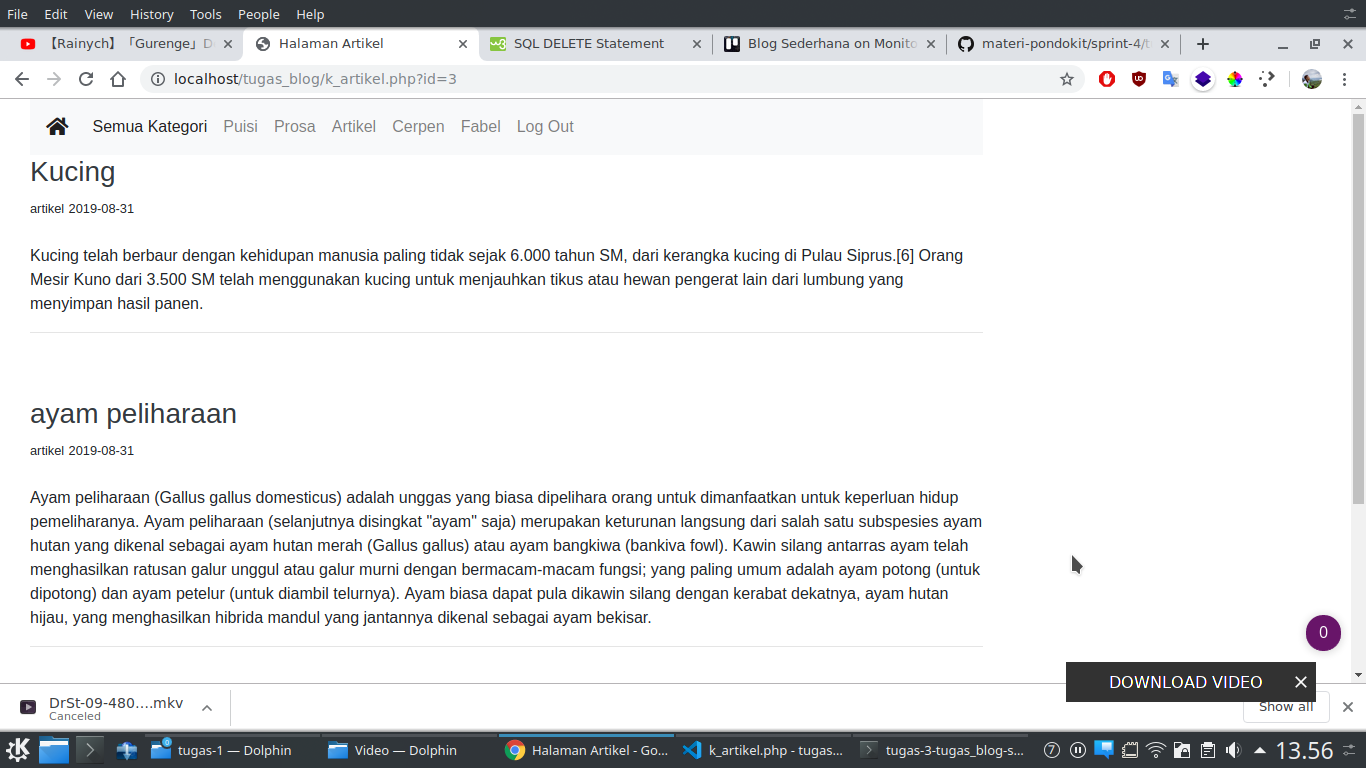 File Edit View History Tools People Help
【Rainych】「Gurenge」D
Halaman Artikel
SQL DELETE Statement
Blog Sederhana on Monito
materi-pondokit/sprint-4/t
localhost/tugas_blog/k_artikel.php?id=3
Semua Kategori Puisi Prosa Artikel Cerpen Fabel Log Out
Kucing
artikel 2019-08-31
Kucing telah berbaur dengan kehidupan manusia paling tidak sejak 6.000 tahun SM, dari kerangka kucing di Pulau Siprus.[6] Orang
Mesir Kuno dari 3.500 SM telah menggunakan kucing untuk menjauhkan tikus atau hewan pengerat lain dari lumbung yang
menyimpan hasil panen.
ayam peliharaan
artikel 2019-08-31
Ayam peliharaan (Gallus gallus domesticus) adalah unggas yang biasa dipelihara orang untuk dimanfaatkan untuk keperluan hidup
pemeliharanya. Ayam peliharaan (selanjutnya disingkat "ayam" saja) merupakan keturunan langsung dari salah satu subspesies ayam
hutan yang dikenal sebagai ayam hutan merah (Gallus gallus) atau ayam bangkiwa (bankiva fowl). Kawin silang antarras ayam telah
menghasilkan ratusan galur unggul atau galur murni dengan bermacam-macam fungsi; yang paling umum adalah ayam potong (untuk
dipotong) dan ayam petelur (untuk diambil telurnya). Ayam biasa dapat pula dikawin silang dengan kerabat dekatnya, ayam hutan
hijau, yang menghasilkan hibrida mandul yang jantannya dikenal sebagai ayam bekisar.
0
DOWNLOAD VIDEO
DrSt-09-480....mkv
Canceled
Show all
tugas-1 — Dolphin
Video — Dolphin
Halaman Artikel - Go...
k_artikel.php - tugas...
tugas-3-tugas_blog-s...
7
13.56